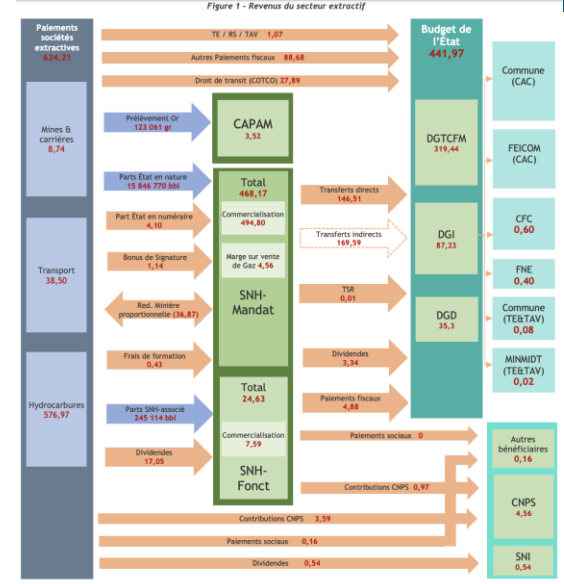 Figure 1 - Revenus du secteur extractif
Paiements
sociétés
extractives
624,21
Mines &
carrières
8,74
Transport
38,50
Hydrocarbures
576,97
TE / RS / TAV 1,07
Autres Paiements fiscaux 88,68
Droit de transit (COTCO) 27,89
Prélèvement Or
123 061 gr
Parts État en nature
15 846 770 bbl
Part État en numéraire
4,10
Bonus de Signature
1,14
Red. Minière
proportionnelle (36,87)
Frais de formation
0,43
Parts SNH-associé
245 114 bbl
Dividendes
17,05
CAPAM
3,52
Total
468,17
Commercialisation
494,80
Marge sur vente
de Gaz 4,56
SNH-
Mandat
Total
24,63
Commercialisation
7,59
SNH-
Fonct
Transferts directs
146,51
Transferts indirects
169,59
TSR
0,01
Dividendes
3,34
Paiements fiscaux
4,88
Paiements sociaux 0
Contributions CNPS 0,97
Contributions CNPS 3,59
Paiements sociaux 0,16
Dividendes 0,54
Budget de
l'État
441,97
DGTCFM
319,44
DGI
87,23
DGD
35,3
Commune
(CAC)
FEICOM
(CAC)
CFC
0,60
FNE
0,40
Commune
(TE&TAV)
0,08
MINMIDT
(TE&TAV)
0,02
Autres
bénéficiaires
0,16
CNPS
4,56
SNI
0,54